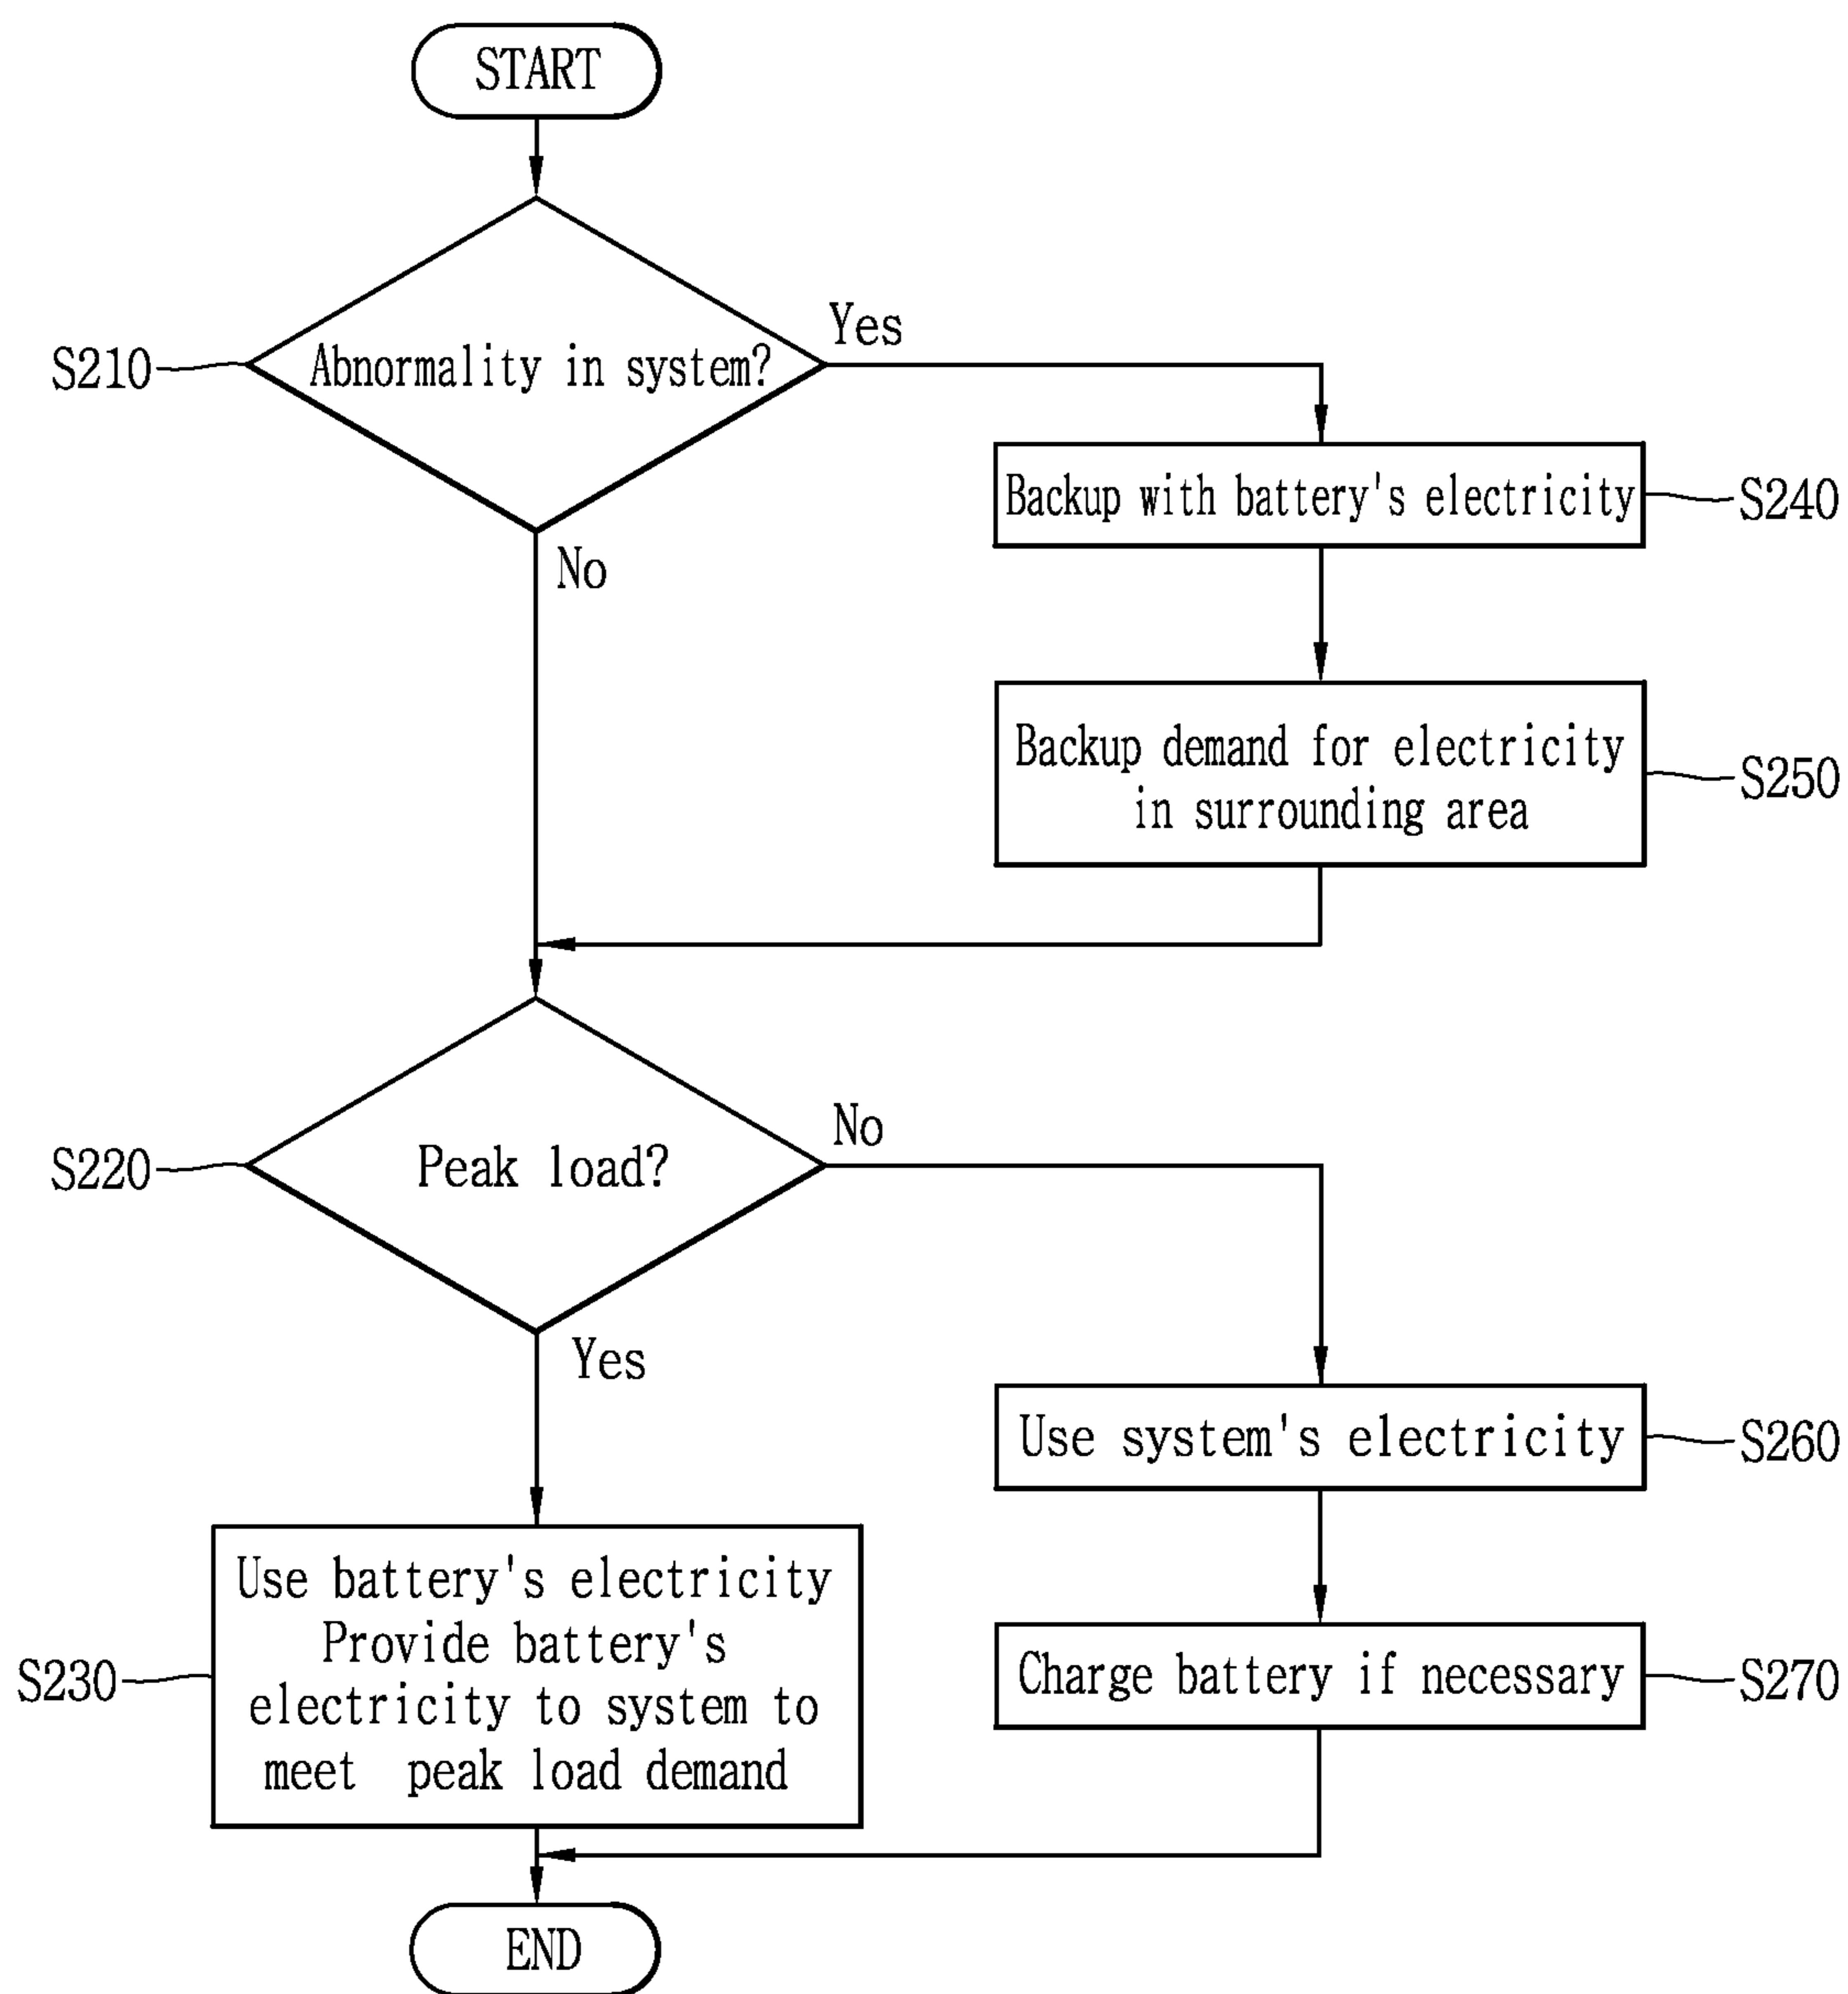 START
Yes
S210
Abnormality in system?
Backup with battery's electricity
S240
No
Backup demand for electricity
in surrounding area
S250
No
S220
Peak load?
Yes
Use system's electricity
S260
Use battery's electricity
Provide battery's
electricity to system to
meet peak load demand
S230
Charge battery if necessary
S270
END